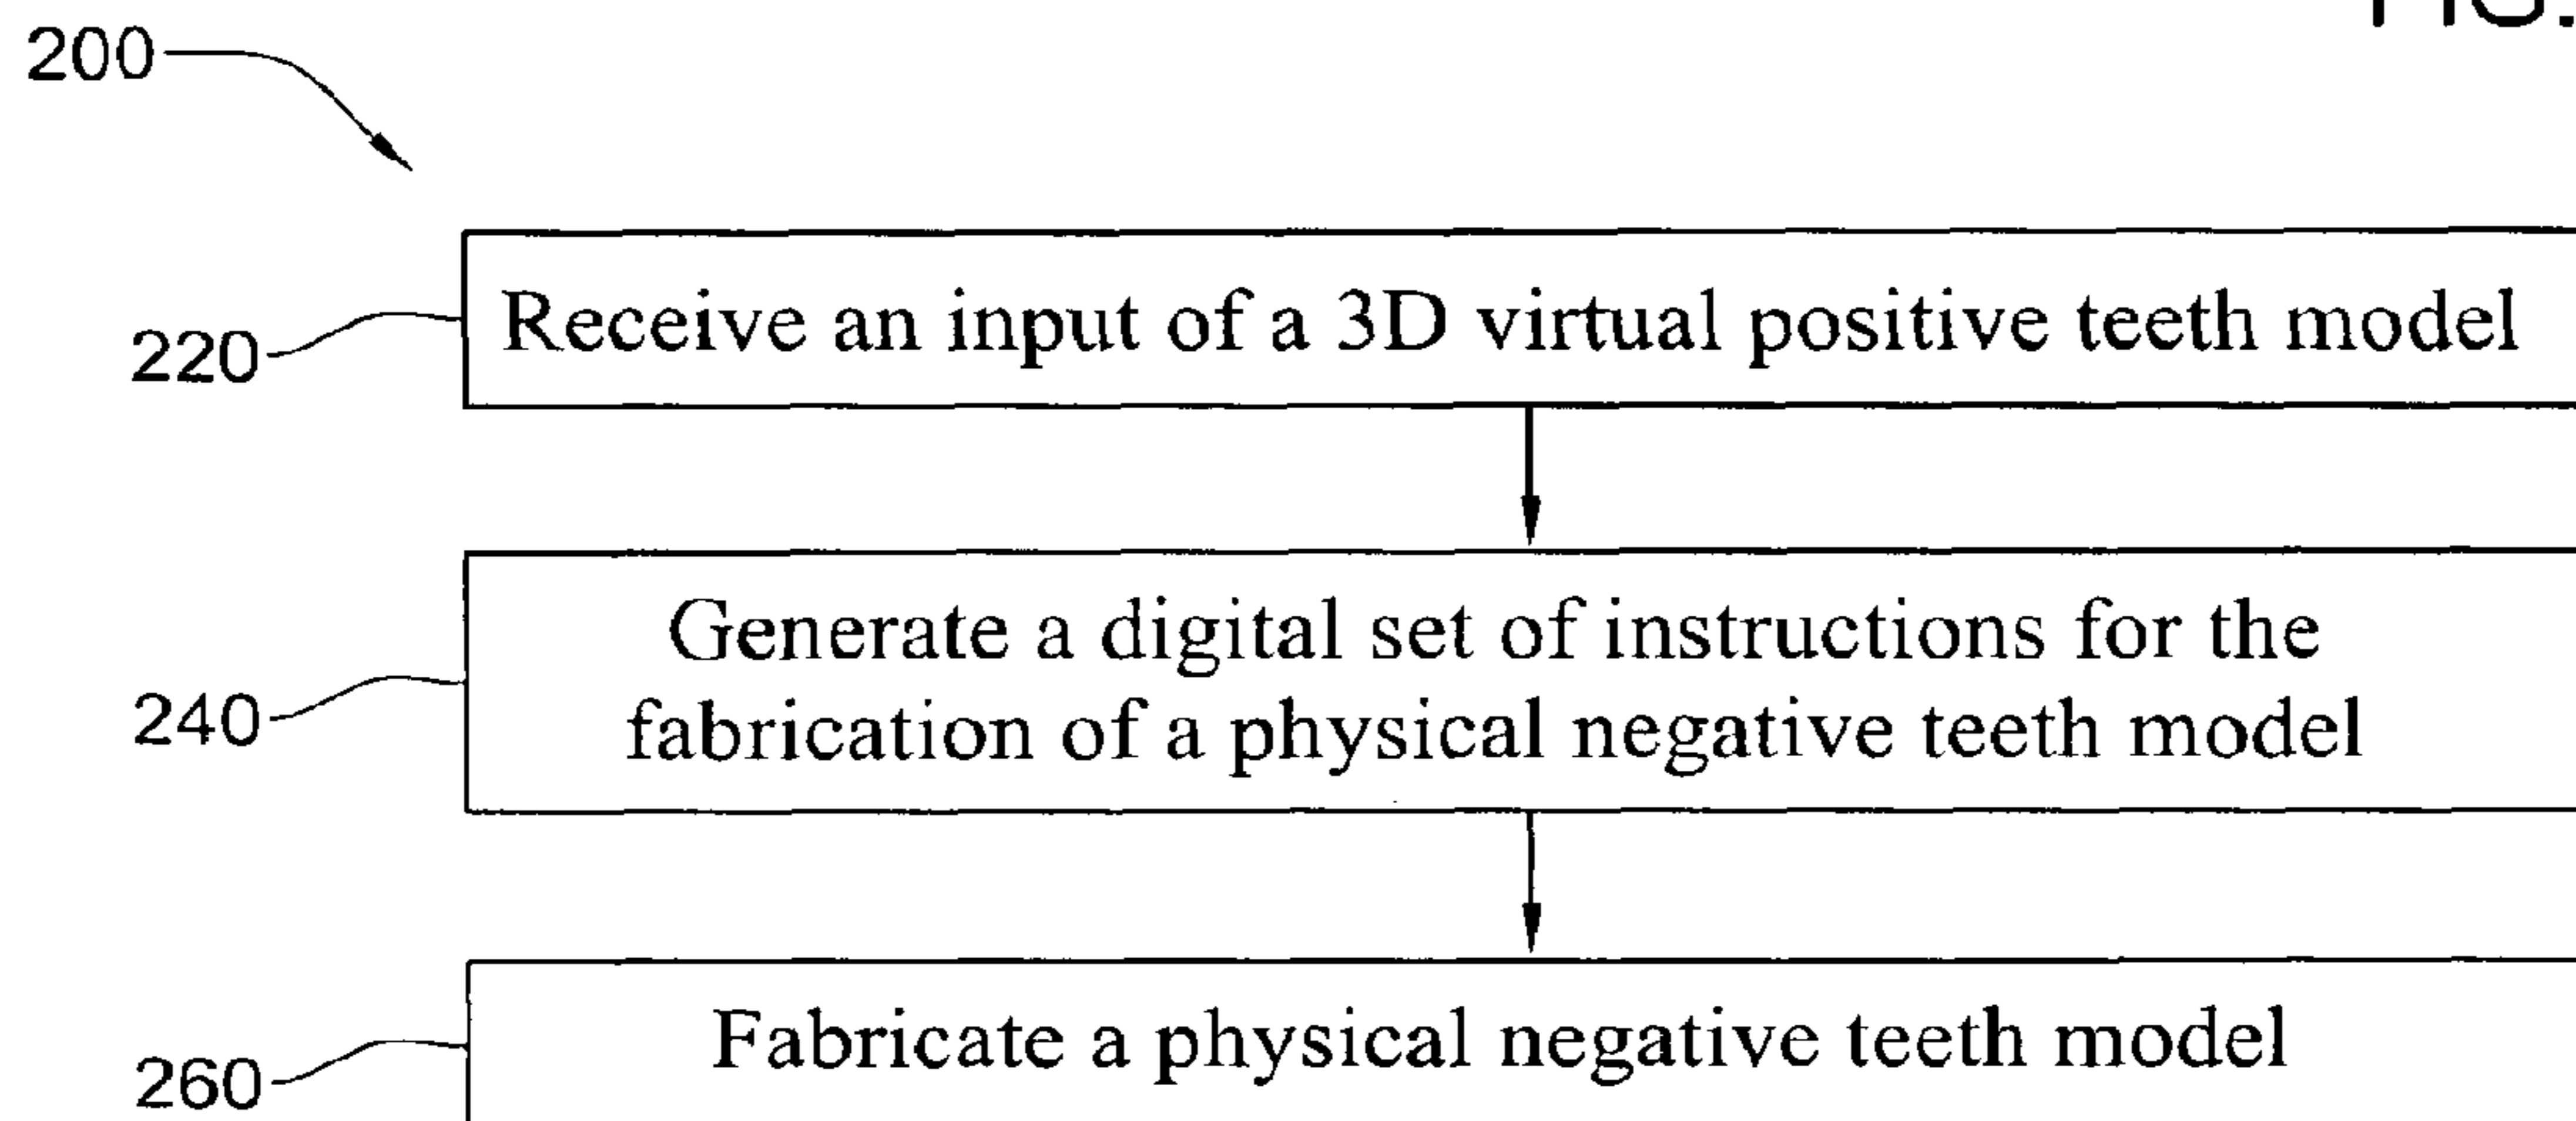 FIG.
200
220
Receive an input of a 3D virtual positive teeth model
240
Generate a digital set of instructions for the
fabrication of a physical negative teeth model
260
Fabricate a physical negative teeth model